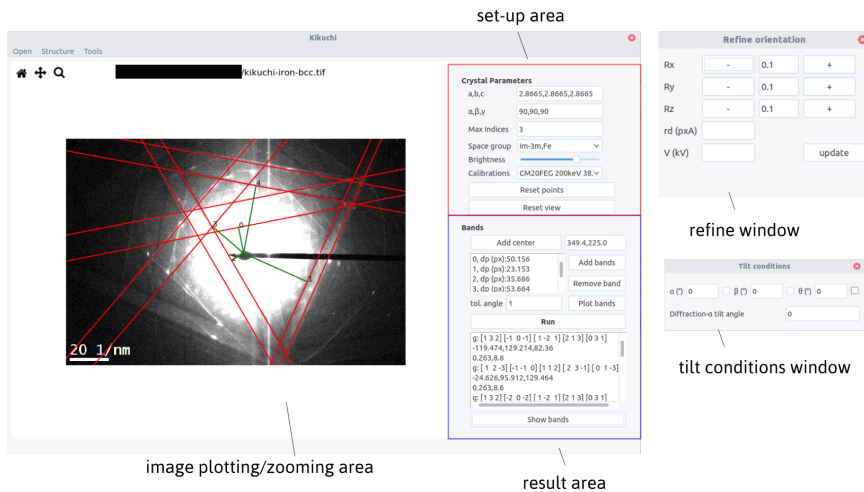 set-up area
Kikuchi
Open Structure Tools
/kikuchi-iron-bcc.tif
20 1/nm
0
1
2
3
4
Crystal Parameters
a,b,c 2.8665,2.8665,2.8665
α,β,γ 90,90,90
Max Indices 3
Space group Im-3m,Fe
Brightness
Calibrations CM20FEG 200keV 38.
Reset points
Reset view
Bands
Add center 349.4,225.0
0, dp (px):50.156
1, dp (px):23.153
2, dp (px):35.686
3, dp (px):53.664
Add bands
Remove band
tol. angle 1 Plot bands
Run
g: [1 3 2] [-1 0 -1] [ 1 -2 1] [2 1 3] [0 3 1]
-119.474,129.214,82.36
0.263,8.6
g: [ 1 2 -3] [-1 -1 0] [1 1 2] [ 2 3 -1] [ 0 1 -3]
-24.626,95.912,129.464
0.263,8.6
g: [1 3 2] [-2 0 -2] [ 1 -2 1] [2 1 3] [0 3 1]
Show bands
image plotting/zooming area
result area
Refine orientation
Rx - 0.1 +
Ry - 0.1 +
Rz - 0.1 +
rd (pxA)
V (kV) update
refine window
Tilt conditions
α (°) 0 β (°) 0 θ (°) 0
Diffraction-α tilt angle 0
tilt conditions window